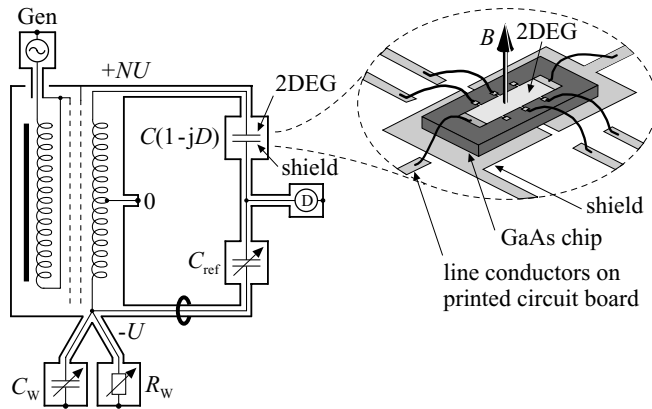 Gen
+NU
2DEG
C(1-jD)
shield
0
D
C_ref
-U
C_W
R_W
B
2DEG
shield
GaAs chip
line conductors on
printed circuit board